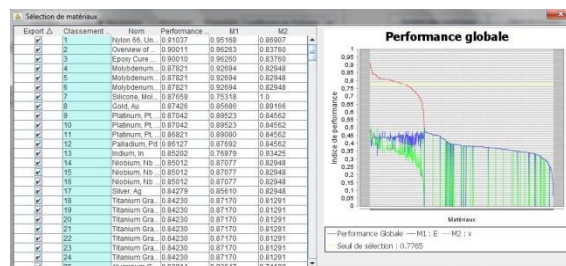 Sélection de matériaux
Export Δ Classement ... Nom Performance ... M1 M2
1 Nylon 66, Un... 0.91037 0.95168 0.86907
2 Overview of ... 0.90011 0.96263 0.83760
3 Epoxy Cure ... 0.90010 0.96260 0.83760
4 Molybdenum... 0.87821 0.92694 0.82948
5 Molybdenum... 0.87821 0.92694 0.82948
6 Molybdenum... 0.87821 0.92694 0.82948
7 Silicone, Mol... 0.87659 0.75318 1.0
8 Gold, Au 0.87426 0.85686 0.89166
9 Platinum, Pt, ... 0.87042 0.89523 0.84562
10 Platinum, Pt, ... 0.87042 0.89523 0.84562
11 Platinum, Pt, ... 0.86821 0.89080 0.84562
12 Palladium, Pd 0.86127 0.87692 0.84562
13 Indium, In 0.85202 0.76979 0.93425
14 Niobium, Nb ... 0.85012 0.87077 0.82948
15 Niobium, Nb ... 0.85012 0.87077 0.82948
16 Niobium, Nb ... 0.85012 0.87077 0.82948
17 Silver, Ag 0.84279 0.85610 0.82948
18 Titanium Gra... 0.84230 0.87170 0.81291
19 Titanium Gra... 0.84230 0.87170 0.81291
20 Titanium Gra... 0.84230 0.87170 0.81291
21 Titanium Gra... 0.84230 0.87170 0.81291
22 Titanium Gra... 0.84230 0.87170 0.81291
23 Titanium Gra... 0.84230 0.87170 0.81291
24 Titanium Gra... 0.84230 0.87170 0.81291
Performance globale
Indice de performance
0,95
0,9
0,85
0,8
0,75
0,7
0,65
0,6
0,55
0,5
0,45
0,4
0,35
0,3
0,25
0,2
0,15
0,1
0,05
0
Matériaux
Performance Globale M1 : E M2 : v
Seuil de sélection : 0.7765